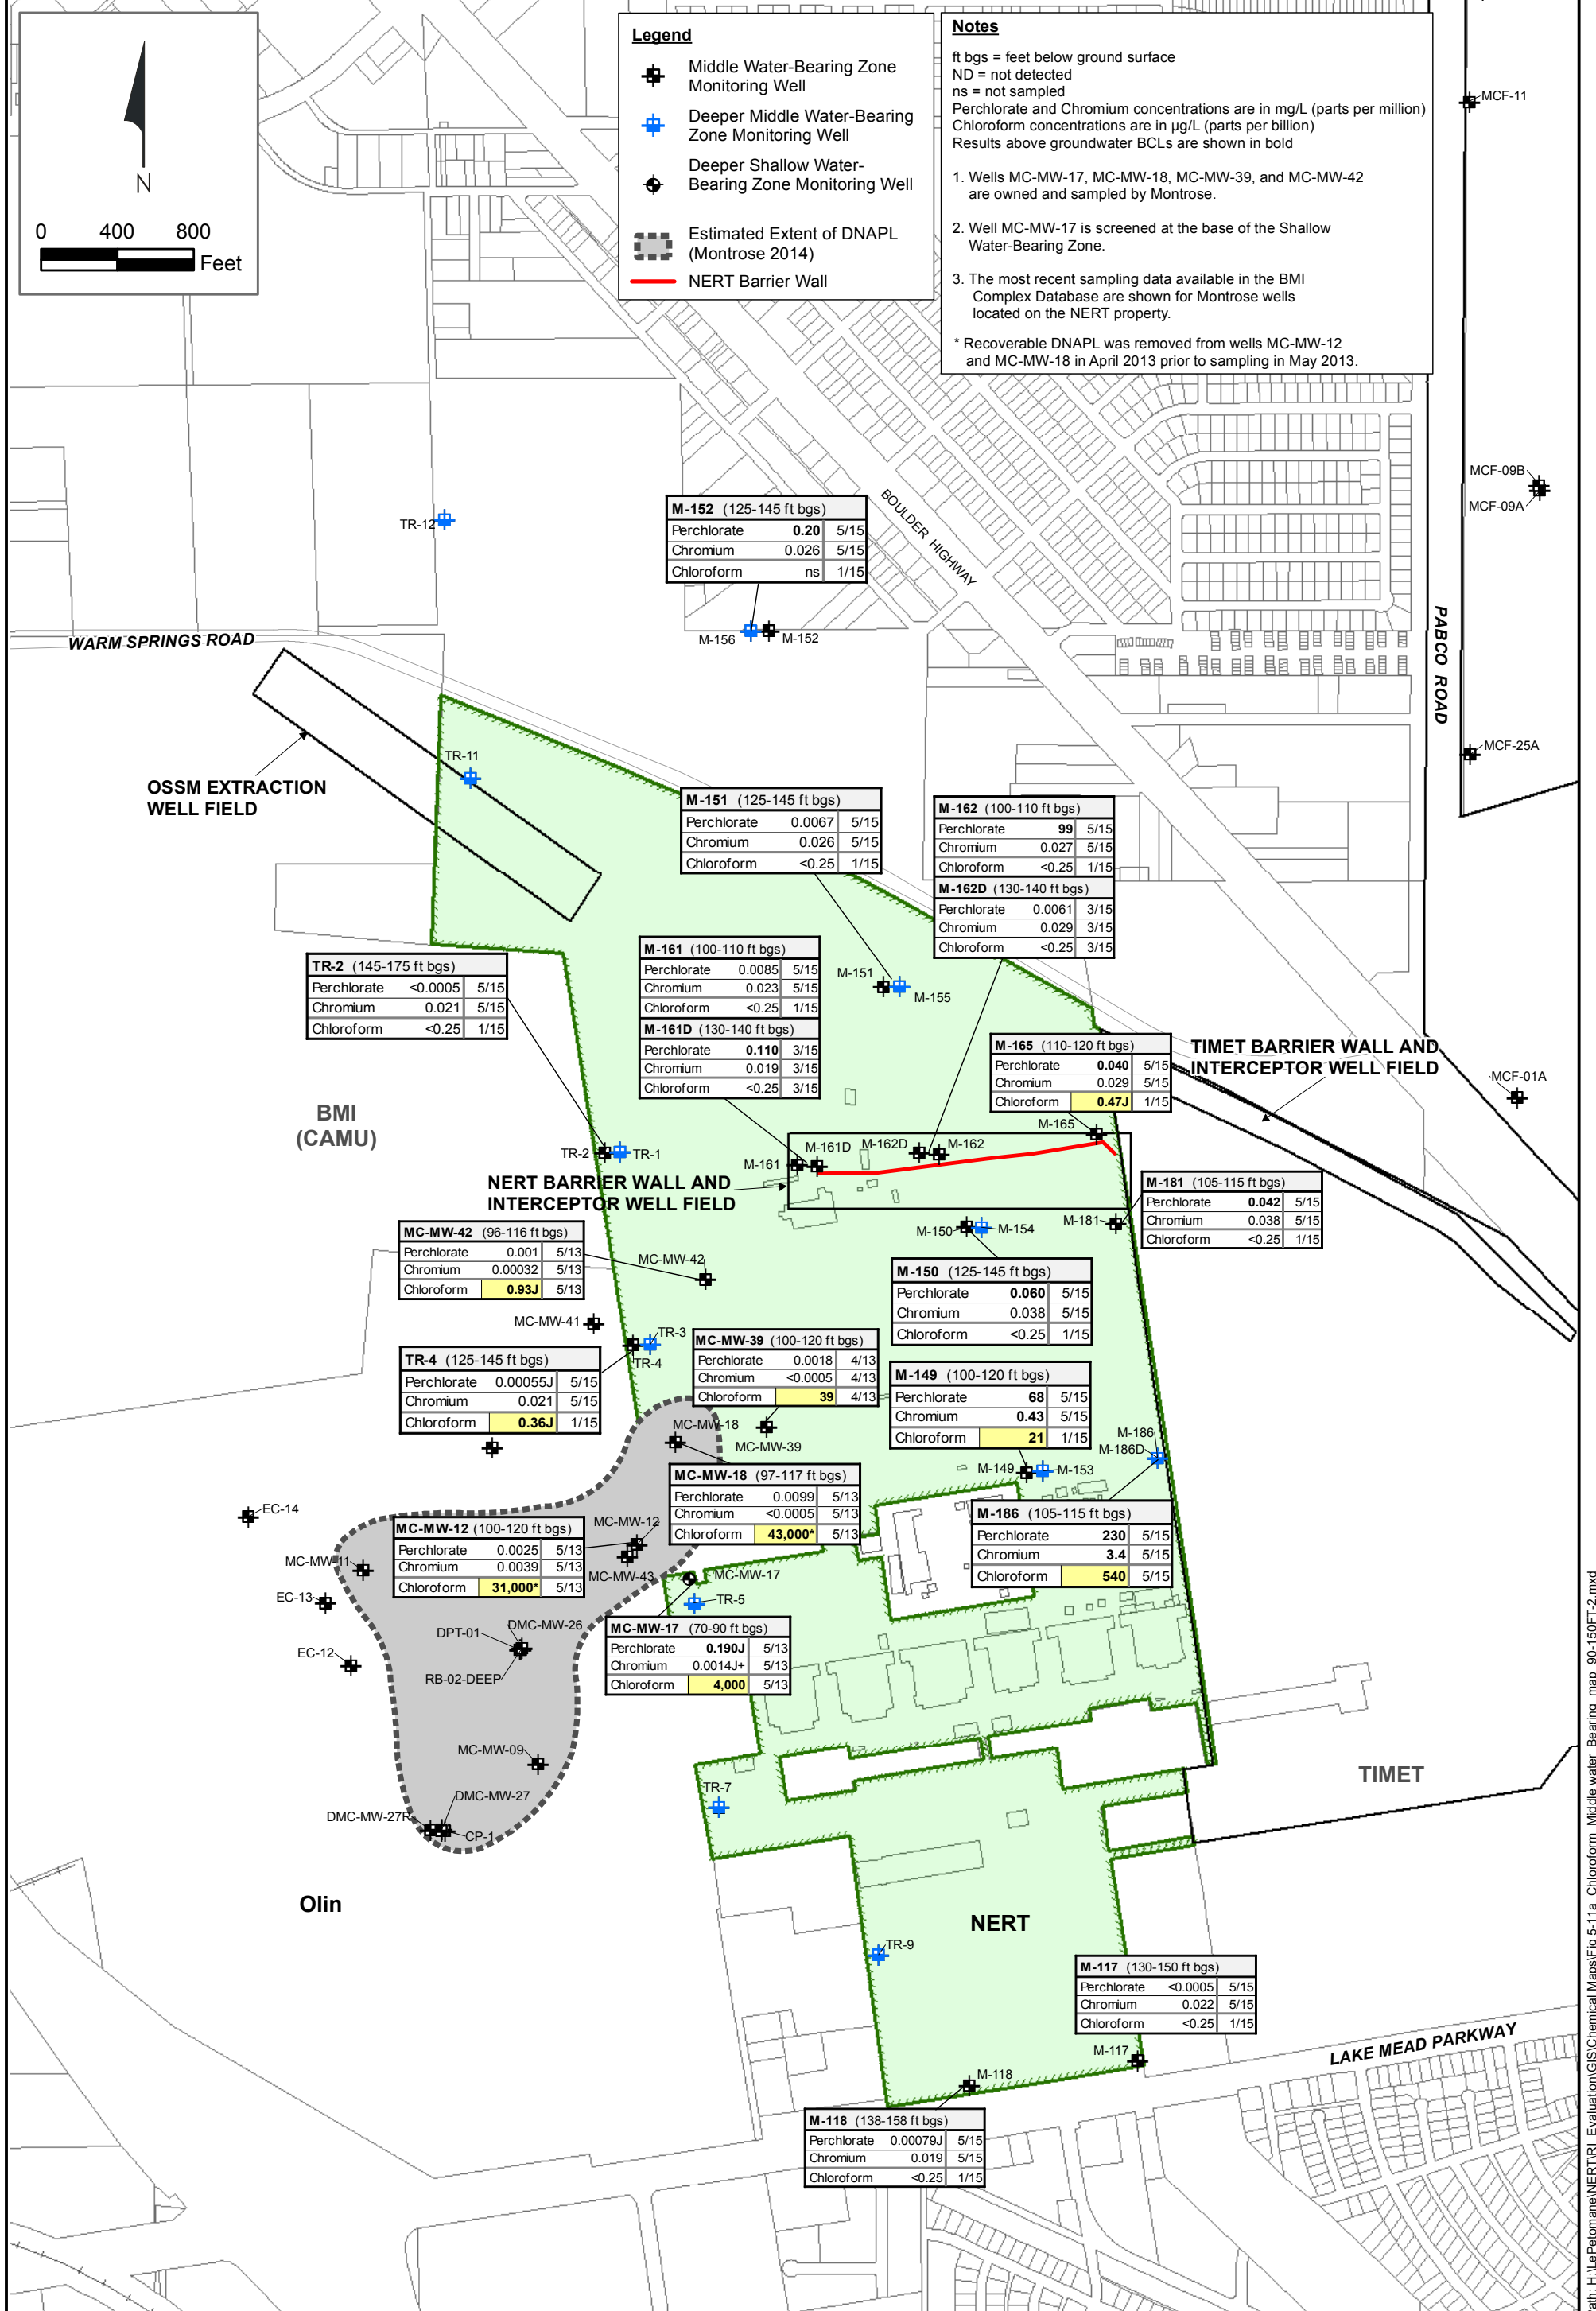 N
0 400 800
Feet
Legend
Middle Water-Bearing Zone
Monitoring Well
Deeper Middle Water-Bearing
Zone Monitoring Well
Deeper Shallow Water-
Bearing Zone Monitoring Well
Estimated Extent of DNAPL
(Montrose 2014)
NERT Barrier Wall
Notes
ft bgs = feet below ground surface
ND = not detected
ns = not sampled
Perchlorate and Chromium concentrations are in mg/L (parts per million)
Chloroform concentrations are in µg/L (parts per billion)
Results above groundwater BCLs are shown in bold
1. Wells MC-MW-17, MC-MW-18, MC-MW-39, and MC-MW-42
are owned and sampled by Montrose.
2. Well MC-MW-17 is screened at the base of the Shallow
Water-Bearing Zone.
3. The most recent sampling data available in the BMI
Complex Database are shown for Montrose wells
located on the NERT property.
* Recoverable DNAPL was removed from wells MC-MW-12
and MC-MW-18 in April 2013 prior to sampling in May 2013.
MCF-11
MCF-09B
MCF-09A
TR-12
M-152 (125-145 ft bgs)
Perchlorate 0.20 5/15
Chromium 0.026 5/15
Chloroform ns 1/15
BOULDER HIGHWAY
PABCO ROAD
M-156
M-152
WARM SPRINGS ROAD
MCF-25A
TR-11
OSSM EXTRACTION
WELL FIELD
M-151 (125-145 ft bgs)
Perchlorate 0.0067 5/15
Chromium 0.026 5/15
Chloroform <0.25 1/15
M-162 (100-110 ft bgs)
Perchlorate 99 5/15
Chromium 0.027 5/15
Chloroform <0.25 1/15
M-162D (130-140 ft bgs)
Perchlorate 0.0061 3/15
Chromium 0.029 3/15
Chloroform <0.25 3/15
TR-2 (145-175 ft bgs)
Perchlorate <0.0005 5/15
Chromium 0.021 5/15
Chloroform <0.25 1/15
M-161 (100-110 ft bgs)
Perchlorate 0.0085 5/15
Chromium 0.023 5/15
Chloroform <0.25 1/15
M-161D (130-140 ft bgs)
Perchlorate 0.110 3/15
Chromium 0.019 3/15
Chloroform <0.25 3/15
M-151
M-155
M-165 (110-120 ft bgs)
Perchlorate 0.040 5/15
Chromium 0.029 5/15
Chloroform 0.47J 1/15
TIMET BARRIER WALL AND
INTERCEPTOR WELL FIELD
MCF-01A
BMI
(CAMU)
M-165
M-161D
M-162D
M-162
M-161
TR-2
TR-1
NERT BARRIER WALL AND
INTERCEPTOR WELL FIELD
M-181 (105-115 ft bgs)
Perchlorate 0.042 5/15
Chromium 0.038 5/15
Chloroform <0.25 1/15
MC-MW-42 (96-116 ft bgs)
Perchlorate 0.001 5/13
Chromium 0.00032 5/13
Chloroform 0.93J 5/13
M-150
M-154
M-181
MC-MW-42
M-150 (125-145 ft bgs)
Perchlorate 0.060 5/15
Chromium 0.038 5/15
Chloroform <0.25 1/15
MC-MW-41
TR-3
TR-4
TR-4 (125-145 ft bgs)
Perchlorate 0.00055J 5/15
Chromium 0.021 5/15
Chloroform 0.36J 1/15
MC-MW-39 (100-120 ft bgs)
Perchlorate 0.0018 4/13
Chromium <0.0005 4/13
Chloroform 39 4/13
M-149 (100-120 ft bgs)
Perchlorate 68 5/15
Chromium 0.43 5/15
Chloroform 21 1/15
MC-MW-18
MC-MW-39
M-186
M-186D
M-149
M-153
MC-MW-18 (97-117 ft bgs)
Perchlorate 0.0099 5/13
Chromium <0.0005 5/13
Chloroform 43,000* 5/13
EC-14
MC-MW-12 (100-120 ft bgs)
Perchlorate 0.0025 5/13
Chromium 0.0039 5/13
Chloroform 31,000* 5/13
MC-MW-12
M-186 (105-115 ft bgs)
Perchlorate 230 5/15
Chromium 3.4 5/15
Chloroform 540 5/15
MC-MW-11
MC-MW-43
MC-MW-17
EC-13
TR-5
MC-MW-17 (70-90 ft bgs)
Perchlorate 0.190J 5/13
Chromium 0.0014J+ 5/13
Chloroform 4,000 5/13
DMC-MW-26
DPT-01
EC-12
RB-02-DEEP
MC-MW-09
TIMET
TR-7
DMC-MW-27
DMC-MW-27R
CP-1
Olin
NERT
TR-9
M-117 (130-150 ft bgs)
Perchlorate <0.0005 5/15
Chromium 0.022 5/15
Chloroform <0.25 1/15
M-117
LAKE MEAD PARKWAY
M-118
M-118 (138-158 ft bgs)
Perchlorate 0.00079J 5/15
Chromium 0.019 5/15
Chloroform <0.25 1/15
Path: H:\LePetomane\NERT\RI_Evaluation\GIS\Chemical Maps\Fig 5-11a_Chloroform_Middle water_Bearing_map_90-150FT-2.mxd